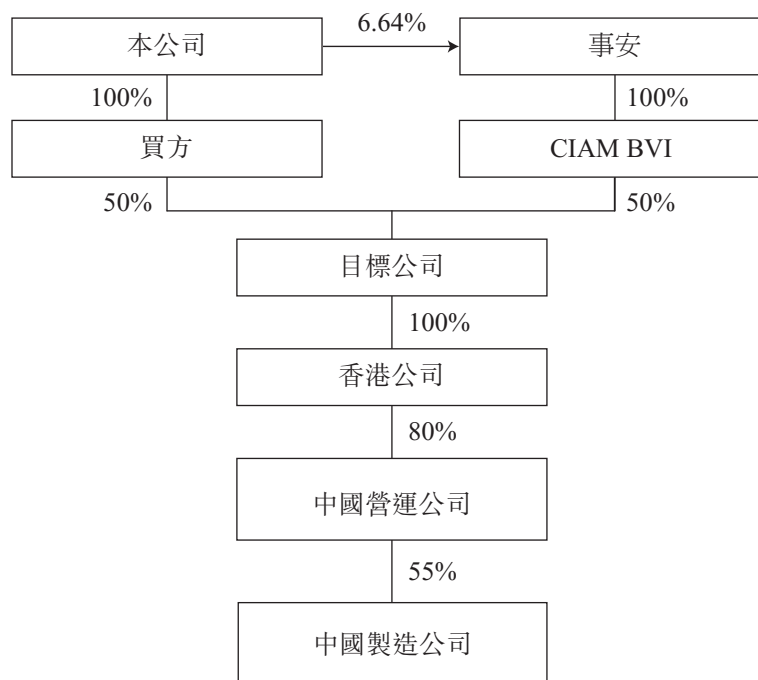 本公司
6.64%
事安
100%
100%
買方
CIAM BVI
50%
50%
目標公司
100%
香港公司
80%
中國營運公司
55%
中國製造公司